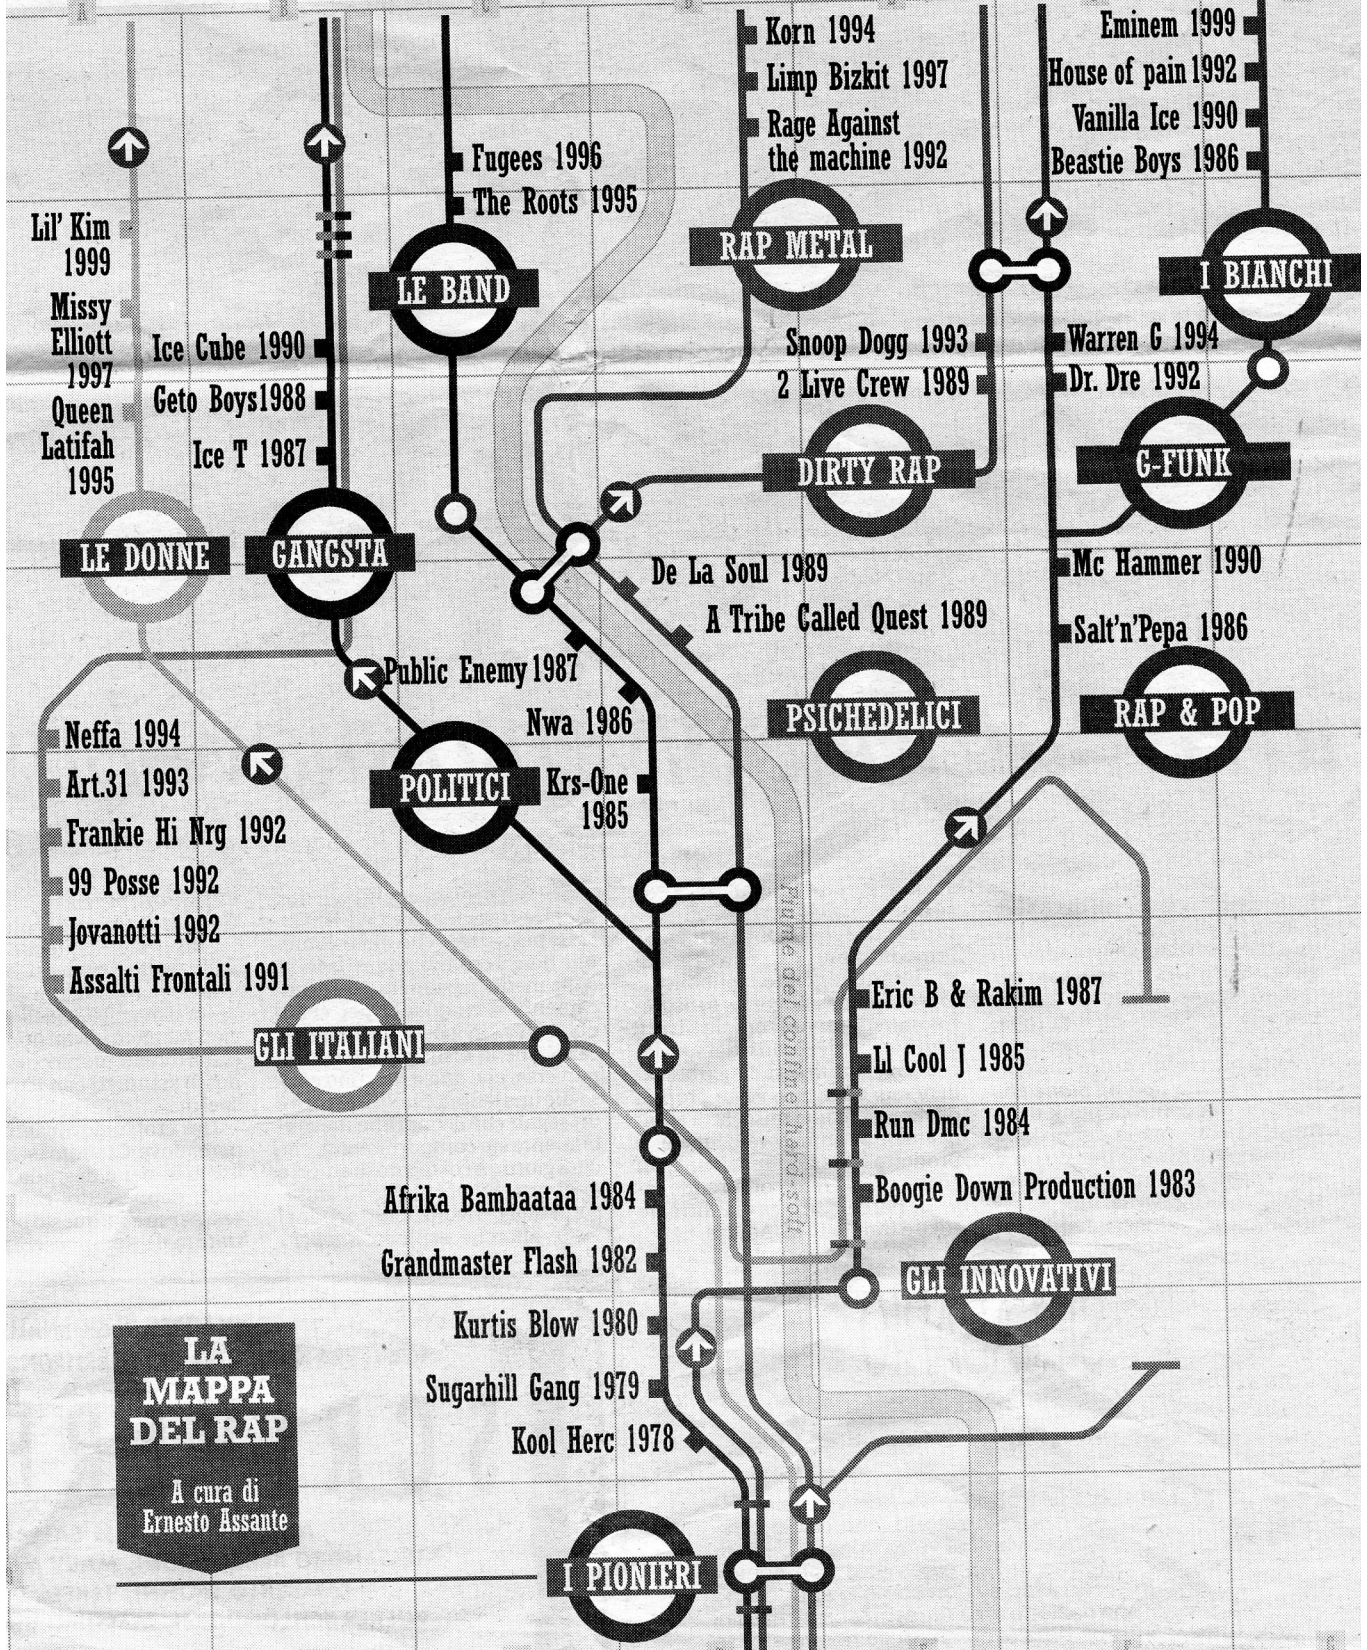 A
B
C
D
Korn 1994
Limp Bizkit 1997
Rage Against
the machine 1992
RAP METAL
Eminem 1999
House of pain 1992
Vanilla Ice 1990
Beastie Boys 1986
I BIANCHI
Fugees 1996
The Roots 1995
LE BAND
Lil' Kim
1999
Missy
Elliott
1997
Queen
Latifah
1995
LE DONNE
Ice Cube 1990
Geto Boys 1988
Ice T 1987
GANGSTA
Snoop Dogg 1993
2 Live Crew 1989
DIRTY RAP
Warren G 1994
Dr. Dre 1992
G-FUNK
De La Soul 1989
A Tribe Called Quest 1989
PSICHEDELICI
Mc Hammer 1990
Salt'n'Pepa 1986
RAP & POP
Public Enemy 1987
Nwa 1986
Krs-One
1985
POLITICI
Neffa 1994
Art.31 1993
Frankie Hi Nrg 1992
99 Posse 1992
Jovanotti 1992
Assalti Frontali 1991
GLI ITALIANI
Fiume del confine hard-soft
Eric B & Rakim 1987
Ll Cool J 1985
Run Dmc 1984
Boogie Down Production 1983
GLI INNOVATIVI
Afrika Bambaataa 1984
Grandmaster Flash 1982
Kurtis Blow 1980
Sugarhill Gang 1979
Kool Herc 1978
I PIONIERI
LA
MAPPA
DEL RAP
A cura di
Ernesto Assante